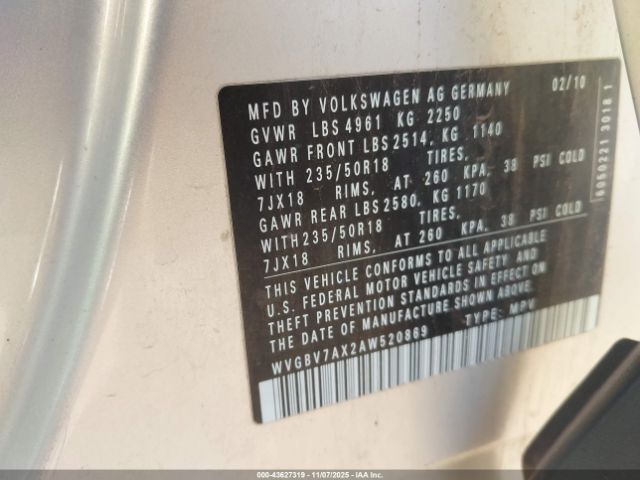 MFD BY VOLKSWAGEN AG GERMANY 02/10
GVWR LBS 4961 KG 2250
GAWR FRONT LBS 2514, KG 1140
WITH 235/50R18 TIRES,
7JX18 RIMS, AT 260 KPA, 38 PSI COLD
GAWR REAR LBS 2580, KG 1170
WITH 235/50R18 TIRES,
7JX18 RIMS, AT 260 KPA, 38 PSI COLD
THIS VEHICLE CONFORMS TO ALL APPLICABLE
U.S. FEDERAL MOTOR VEHICLE SAFETY AND
THEFT PREVENTION STANDARDS IN EFFECT ON
THE DATE OF MANUFACTURE SHOWN ABOVE.
WVGBV7AX2AW520869 TYPE: MPV
6050221 3018 1
000-43627319 | 11/07/2025 - IAA, Inc.